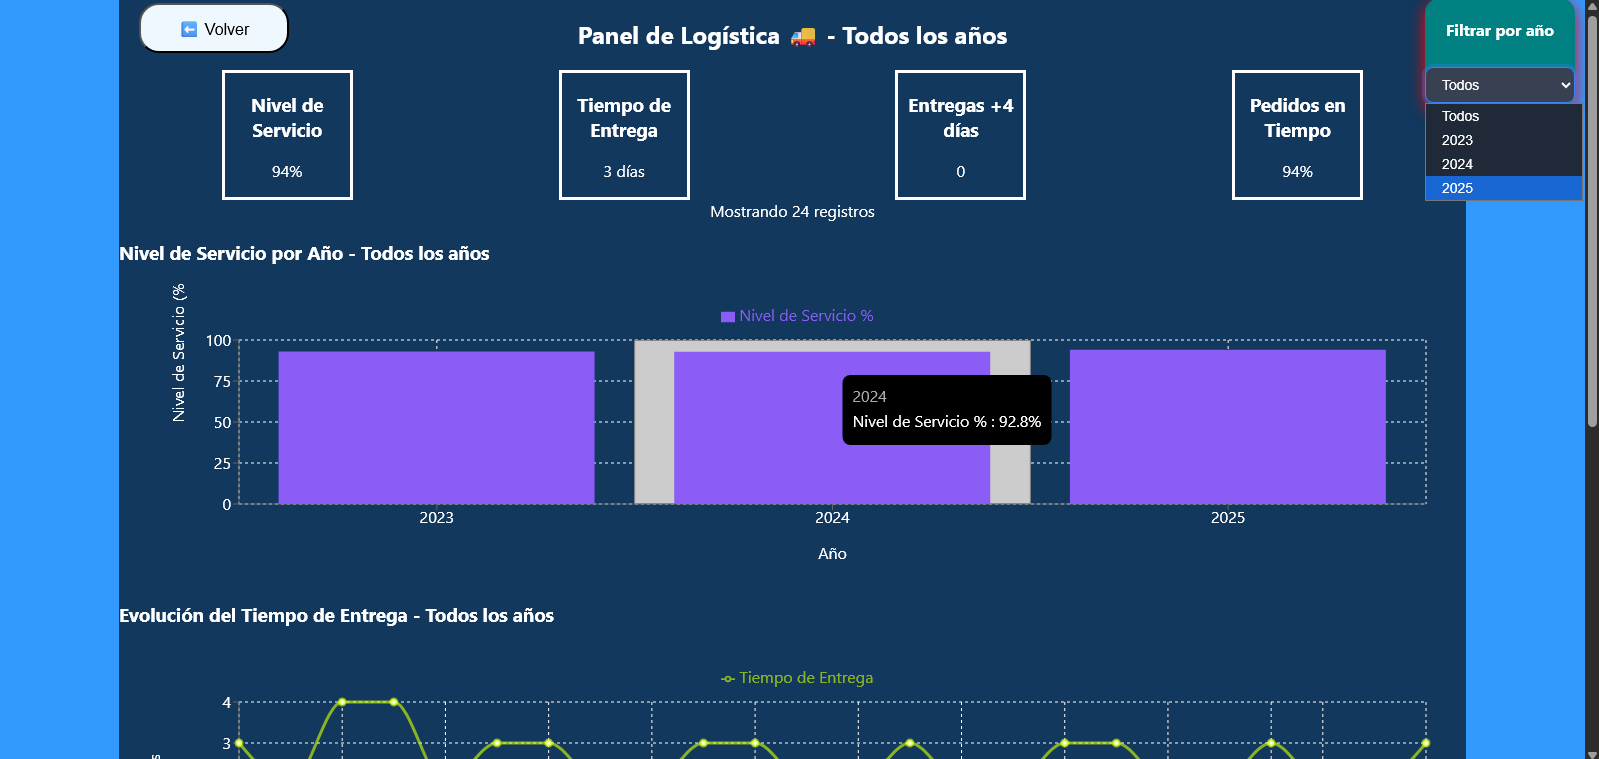 ⬅️ Volver
Panel de Logística 🚚 - Todos los años
Filtrar por año
Todos
Todos
2023
2024
2025
Nivel de
Servicio
94%
Tiempo de
Entrega
3 días
Entregas +4
días
0
Pedidos en
Tiempo
94%
Mostrando 24 registros
Nivel de Servicio por Año - Todos los años
Nivel de Servicio (%
Nivel de Servicio %
100
75
50
25
0
2024
Nivel de Servicio % : 92.8%
2023
2024
2025
Año
Evolución del Tiempo de Entrega - Todos los años
Tiempo de Entrega
4
3